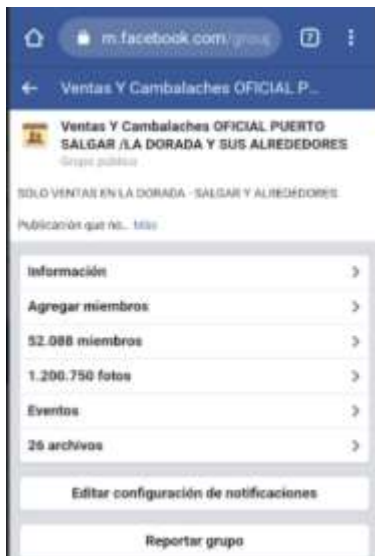 m.facebook.com/group
7
Ventas Y Cambalaches OFICIAL P...
Ventas Y Cambalaches OFICIAL PUERTO
SALGAR /LA DORADA Y SUS ALREDEDORES
Grupo público
SOLO VENTAS EN LA DORADA - SALGAR Y ALREDEDORES
Publicación que no... Más
Información
Agregar miembros
52.088 miembros
1.200.750 fotos
Eventos
26 archivos
Editar configuración de notificaciones
Reportar grupo